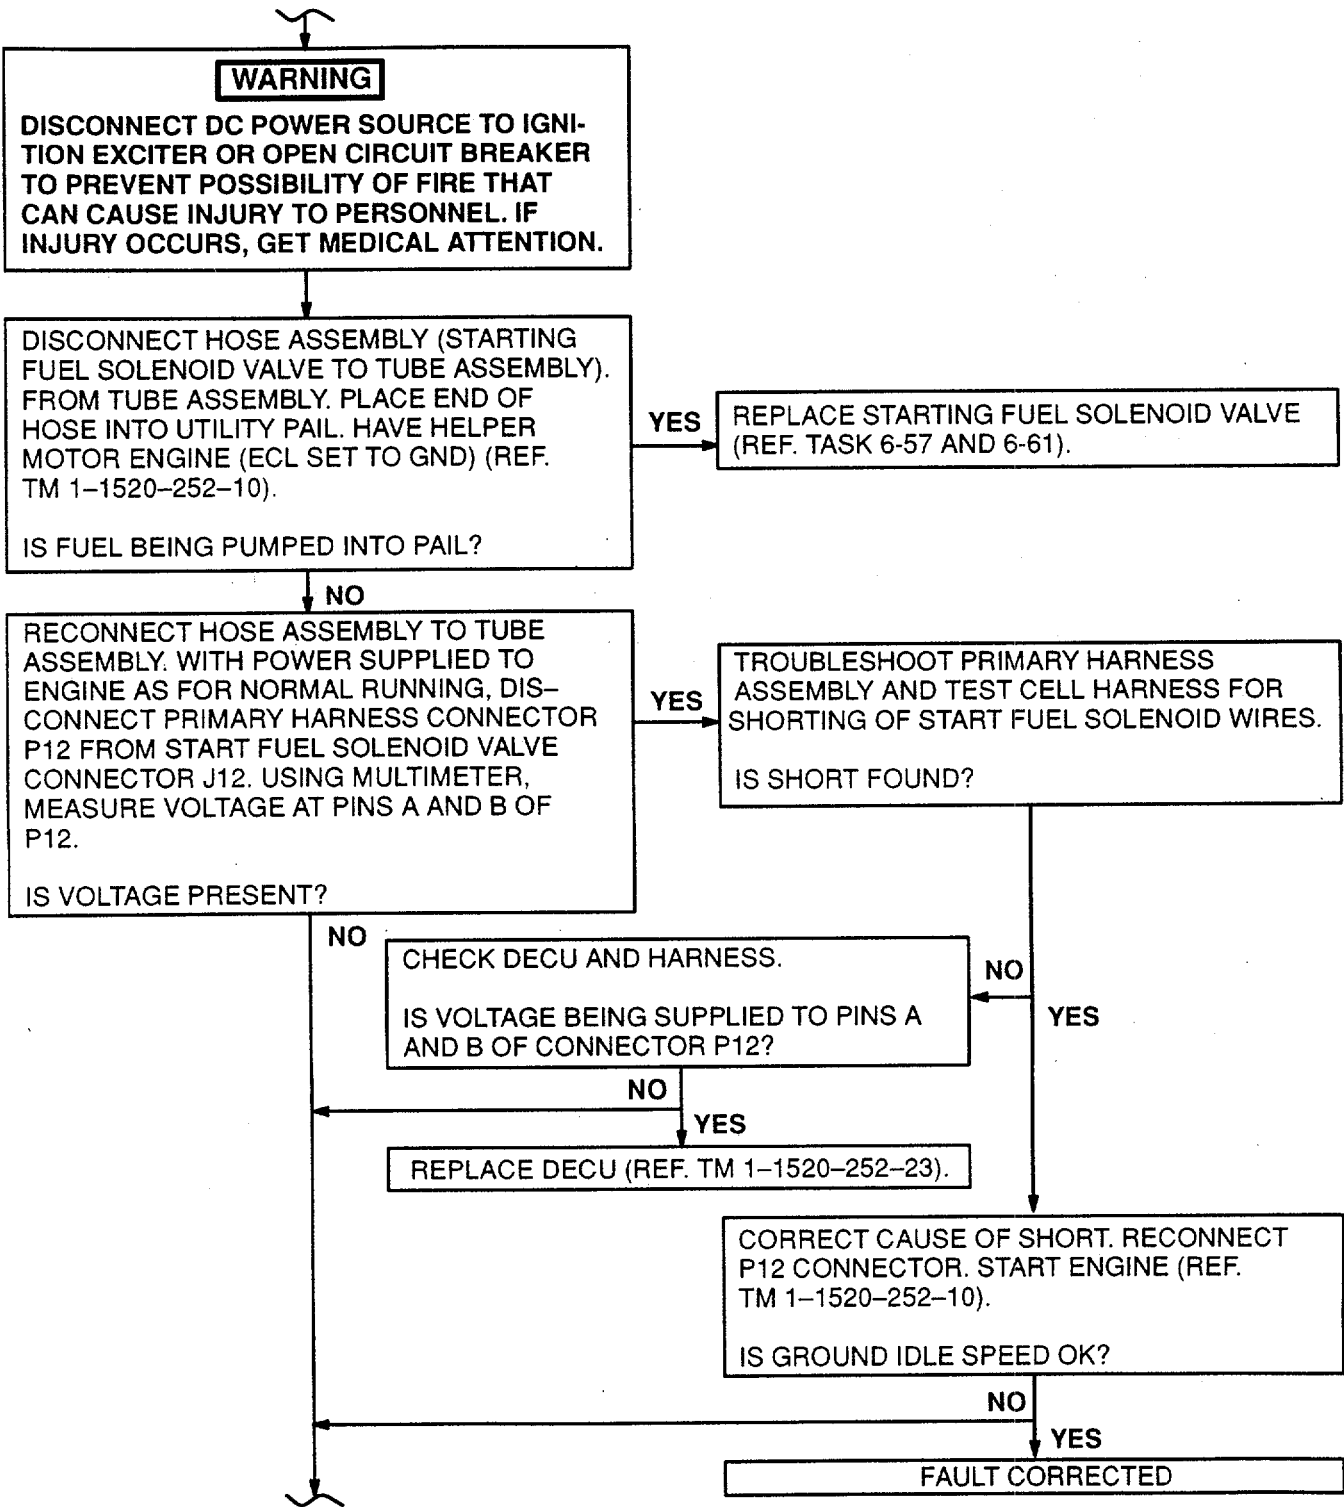 WARNING
DISCONNECT DC POWER SOURCE TO IGNI-
TION EXCITER OR OPEN CIRCUIT BREAKER
TO PREVENT POSSIBILITY OF FIRE THAT
CAN CAUSE INJURY TO PERSONNEL. IF
INJURY OCCURS, GET MEDICAL ATTENTION.
DISCONNECT HOSE ASSEMBLY (STARTING
FUEL SOLENOID VALVE TO TUBE ASSEMBLY).
FROM TUBE ASSEMBLY. PLACE END OF
HOSE INTO UTILITY PAIL. HAVE HELPER
MOTOR ENGINE (ECL SET TO GND) (REF.
TM 1–1520–252–10).
IS FUEL BEING PUMPED INTO PAIL?
YES
REPLACE STARTING FUEL SOLENOID VALVE
(REF. TASK 6-57 AND 6-61).
NO
RECONNECT HOSE ASSEMBLY TO TUBE
ASSEMBLY. WITH POWER SUPPLIED TO
ENGINE AS FOR NORMAL RUNNING, DIS–
CONNECT PRIMARY HARNESS CONNECTOR
P12 FROM START FUEL SOLENOID VALVE
CONNECTOR J12. USING MULTIMETER,
MEASURE VOLTAGE AT PINS A AND B OF
P12.
IS VOLTAGE PRESENT?
YES
TROUBLESHOOT PRIMARY HARNESS
ASSEMBLY AND TEST CELL HARNESS FOR
SHORTING OF START FUEL SOLENOID WIRES.
IS SHORT FOUND?
NO
CHECK DECU AND HARNESS.
IS VOLTAGE BEING SUPPLIED TO PINS A
AND B OF CONNECTOR P12?
NO
YES
NO
YES
REPLACE DECU (REF. TM 1–1520–252–23).
CORRECT CAUSE OF SHORT. RECONNECT
P12 CONNECTOR. START ENGINE (REF.
TM 1–1520–252–10).
IS GROUND IDLE SPEED OK?
NO
YES
FAULT CORRECTED